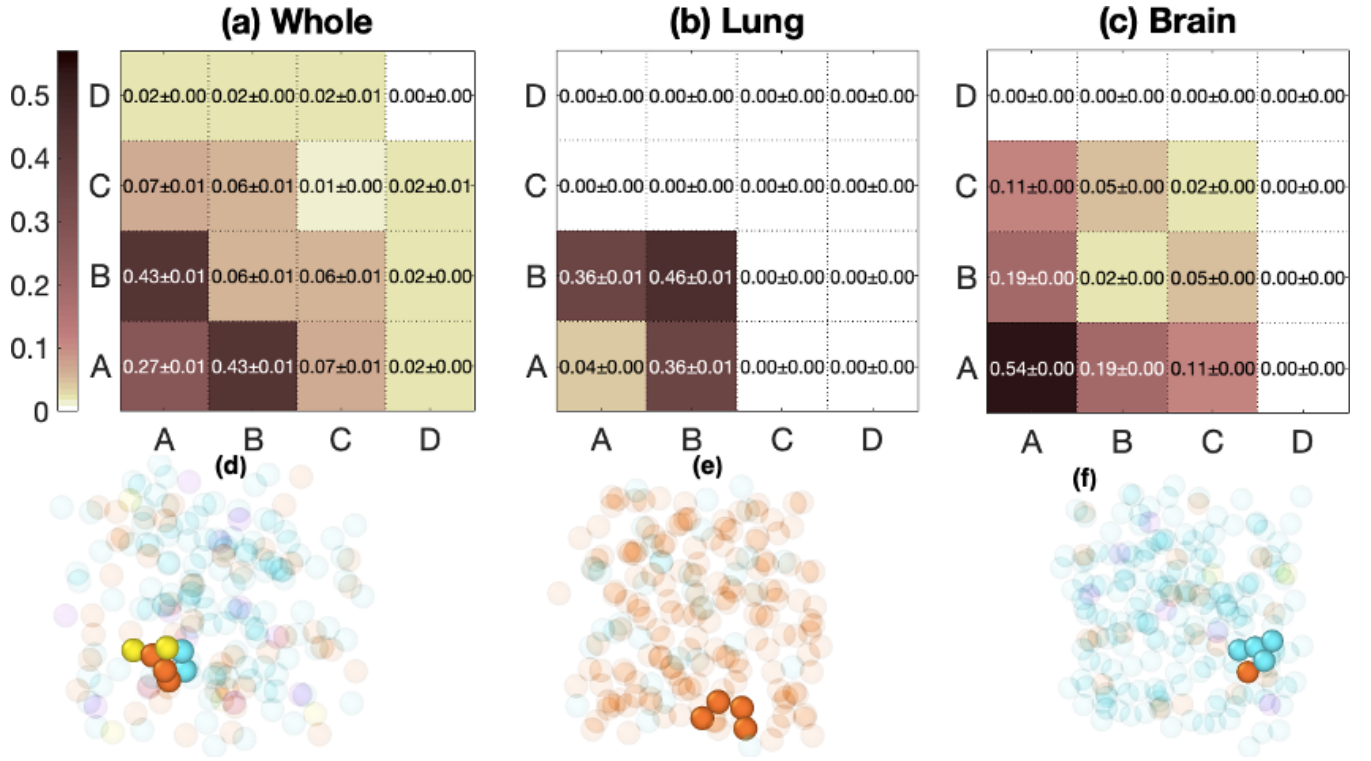 (a) Whole
(b) Lung
(c) Brain
0.5
0.4
0.3
0.2
0.1
0
D
0.02±0.00 0.02±0.00 0.02±0.01 0.00±0.00
C
0.07±0.01 0.06±0.01 0.01±0.00 0.02±0.01
B
0.43±0.01 0.06±0.01 0.06±0.01 0.02±0.00
A
0.27±0.01 0.43±0.01 0.07±0.01 0.02±0.00
A B C D
D
0.00±0.00 0.00±0.00 0.00±0.00 0.00±0.00
C
0.00±0.00 0.00±0.00 0.00±0.00 0.00±0.00
B
0.36±0.01 0.46±0.01 0.00±0.00 0.00±0.00
A
0.04±0.00 0.36±0.01 0.00±0.00 0.00±0.00
A B C D
D
0.00±0.00 0.00±0.00 0.00±0.00 0.00±0.00
C
0.11±0.00 0.05±0.00 0.02±0.00 0.00±0.00
B
0.19±0.00 0.02±0.00 0.05±0.00 0.00±0.00
A
0.54±0.00 0.19±0.00 0.11±0.00 0.00±0.00
A B C D
(d)
(e)
(f)